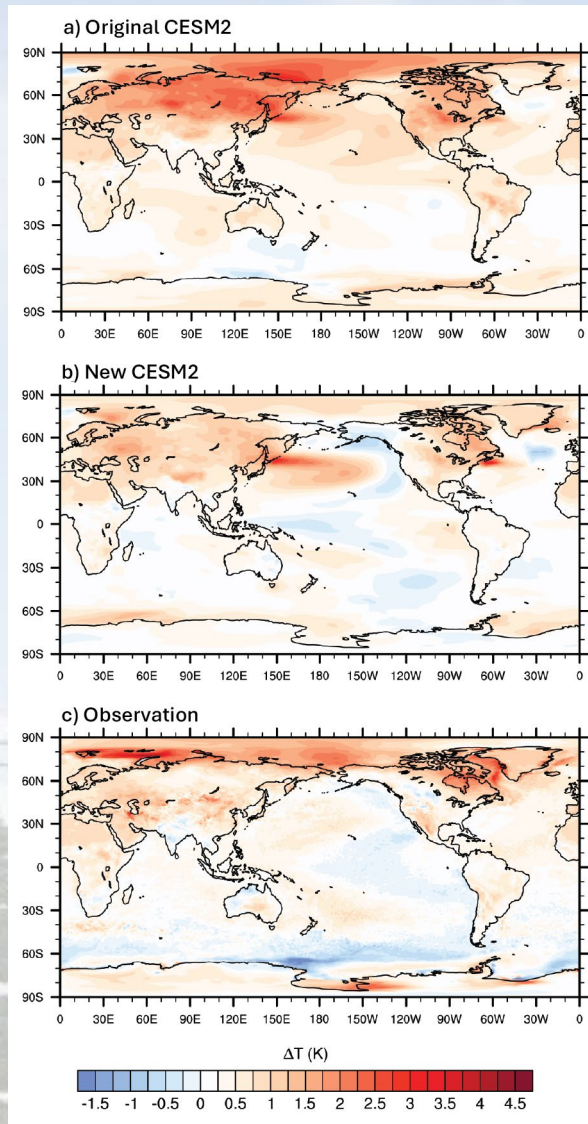 a) Original CESM2
90N
60N
30N
0
30S
60S
90S
0 30E 60E 90E 120E 150E 180 150W 120W 90W 60W 30W 0
b) New CESM2
90N
60N
30N
0
30S
60S
90S
0 30E 60E 90E 120E 150E 180 150W 120W 90W 60W 30W 0
c) Observation
90N
60N
30N
0
30S
60S
90S
0 30E 60E 90E 120E 150E 180 150W 120W 90W 60W 30W 0
ΔT (K)
-1.5 -1 -0.5 0 0.5 1 1.5 2 2.5 3 3.5 4 4.5